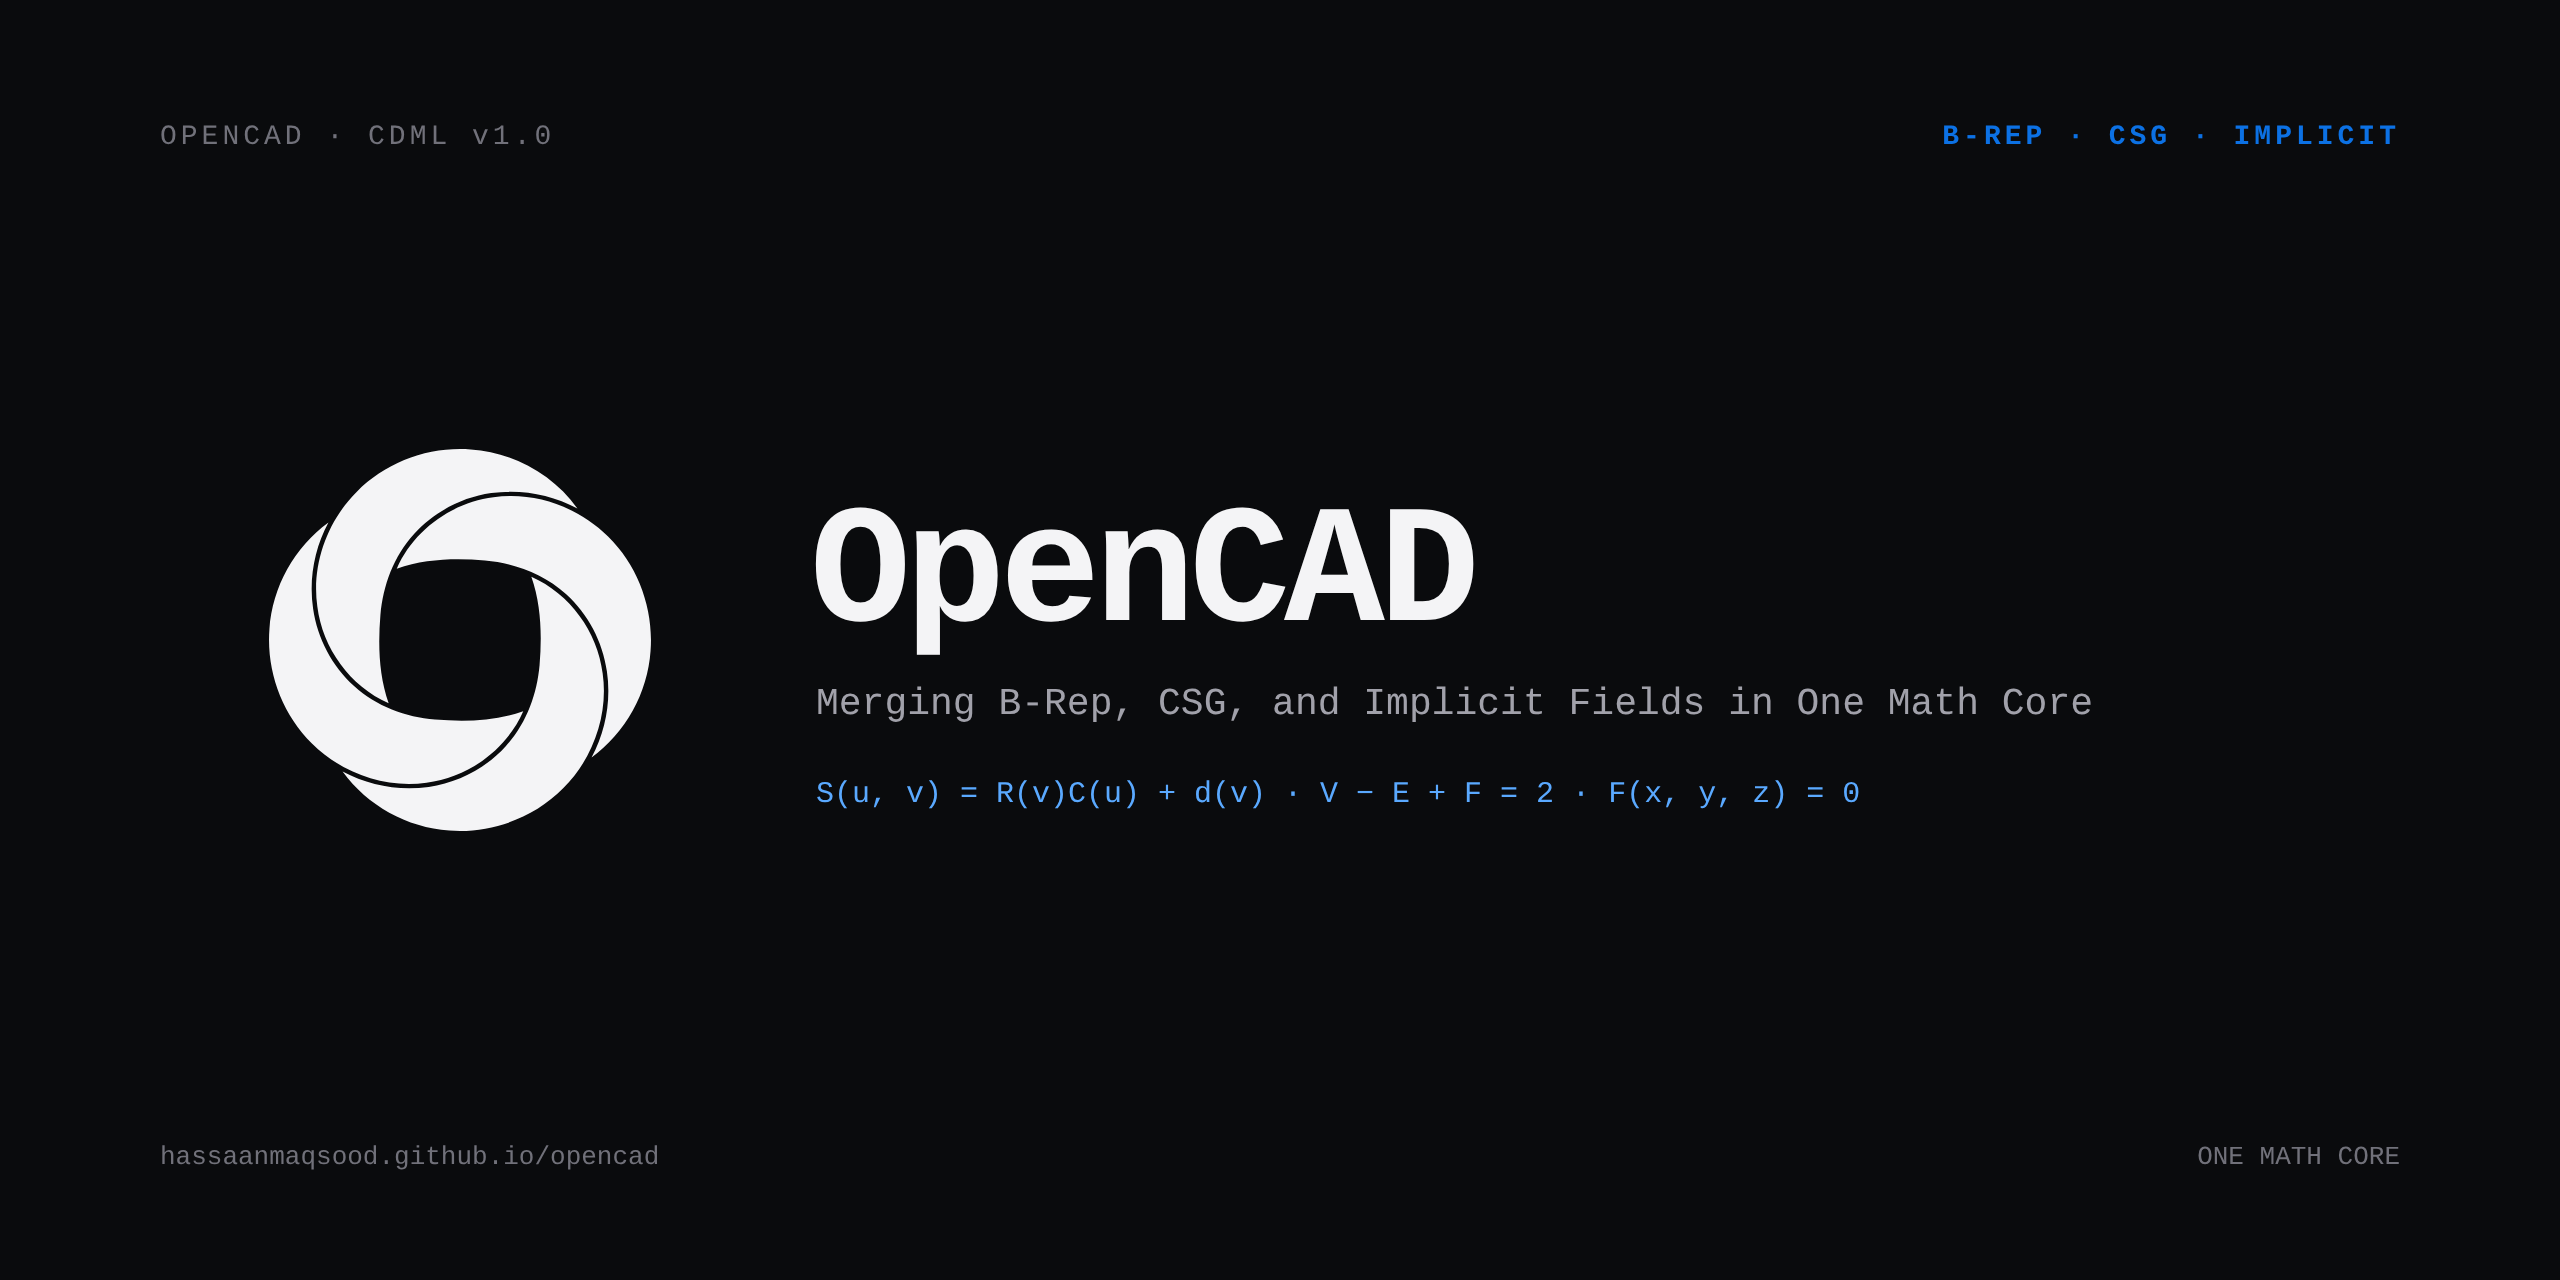 OPENCAD · CDML v1.0
B-REP · CSG · IMPLICIT
OpenCAD
Merging B-Rep, CSG, and Implicit Fields in One Math Core
S(u, v) = R(v)C(u) + d(v) · V − E + F = 2 · F(x, y, z) = 0
hassaanmaqsood.github.io/opencad
ONE MATH CORE